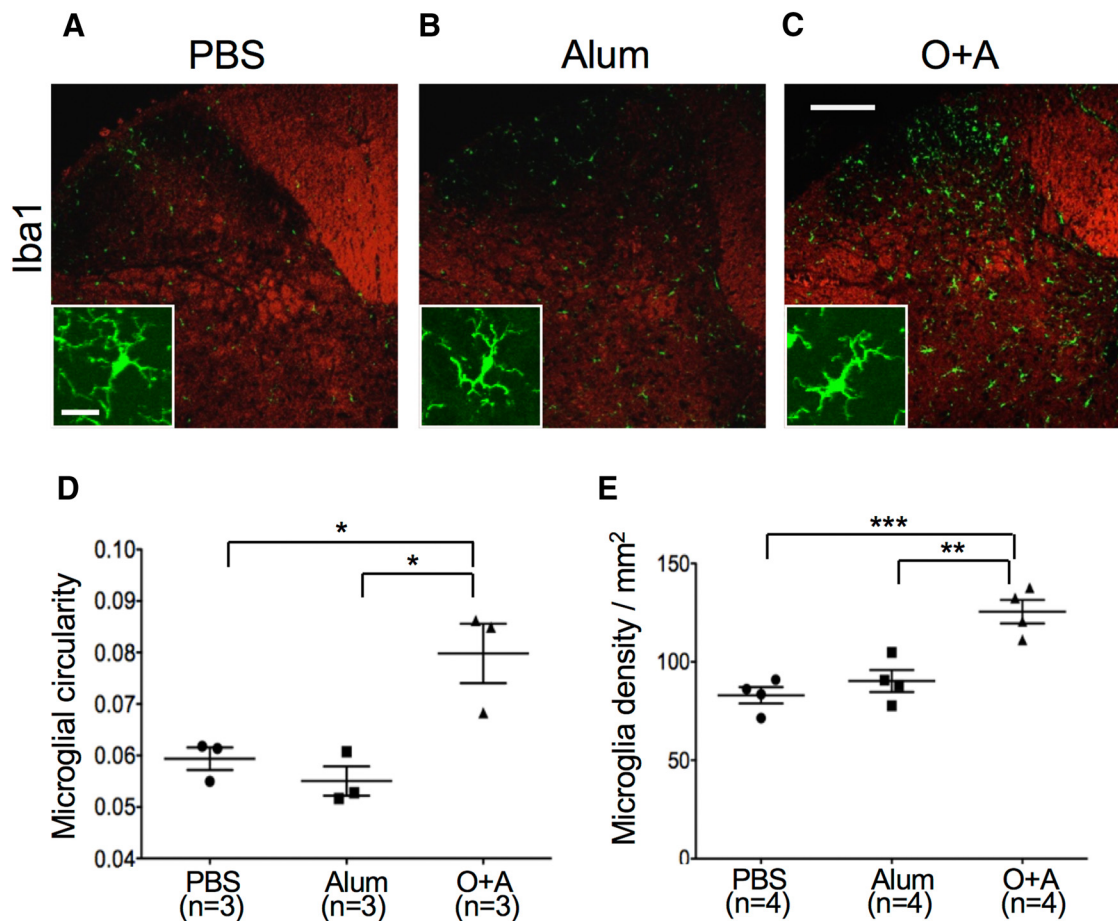 A
B
C
PBS
Alum
O+A
Iba1
D
E
*
*
0.10
0.09
0.08
0.07
0.06
0.05
0.04
Microglial circularity
PBS
(n=3)
Alum
(n=3)
O+A
(n=3)
***
**
150
100
50
0
Microglia density / mm²
PBS
(n=4)
Alum
(n=4)
O+A
(n=4)